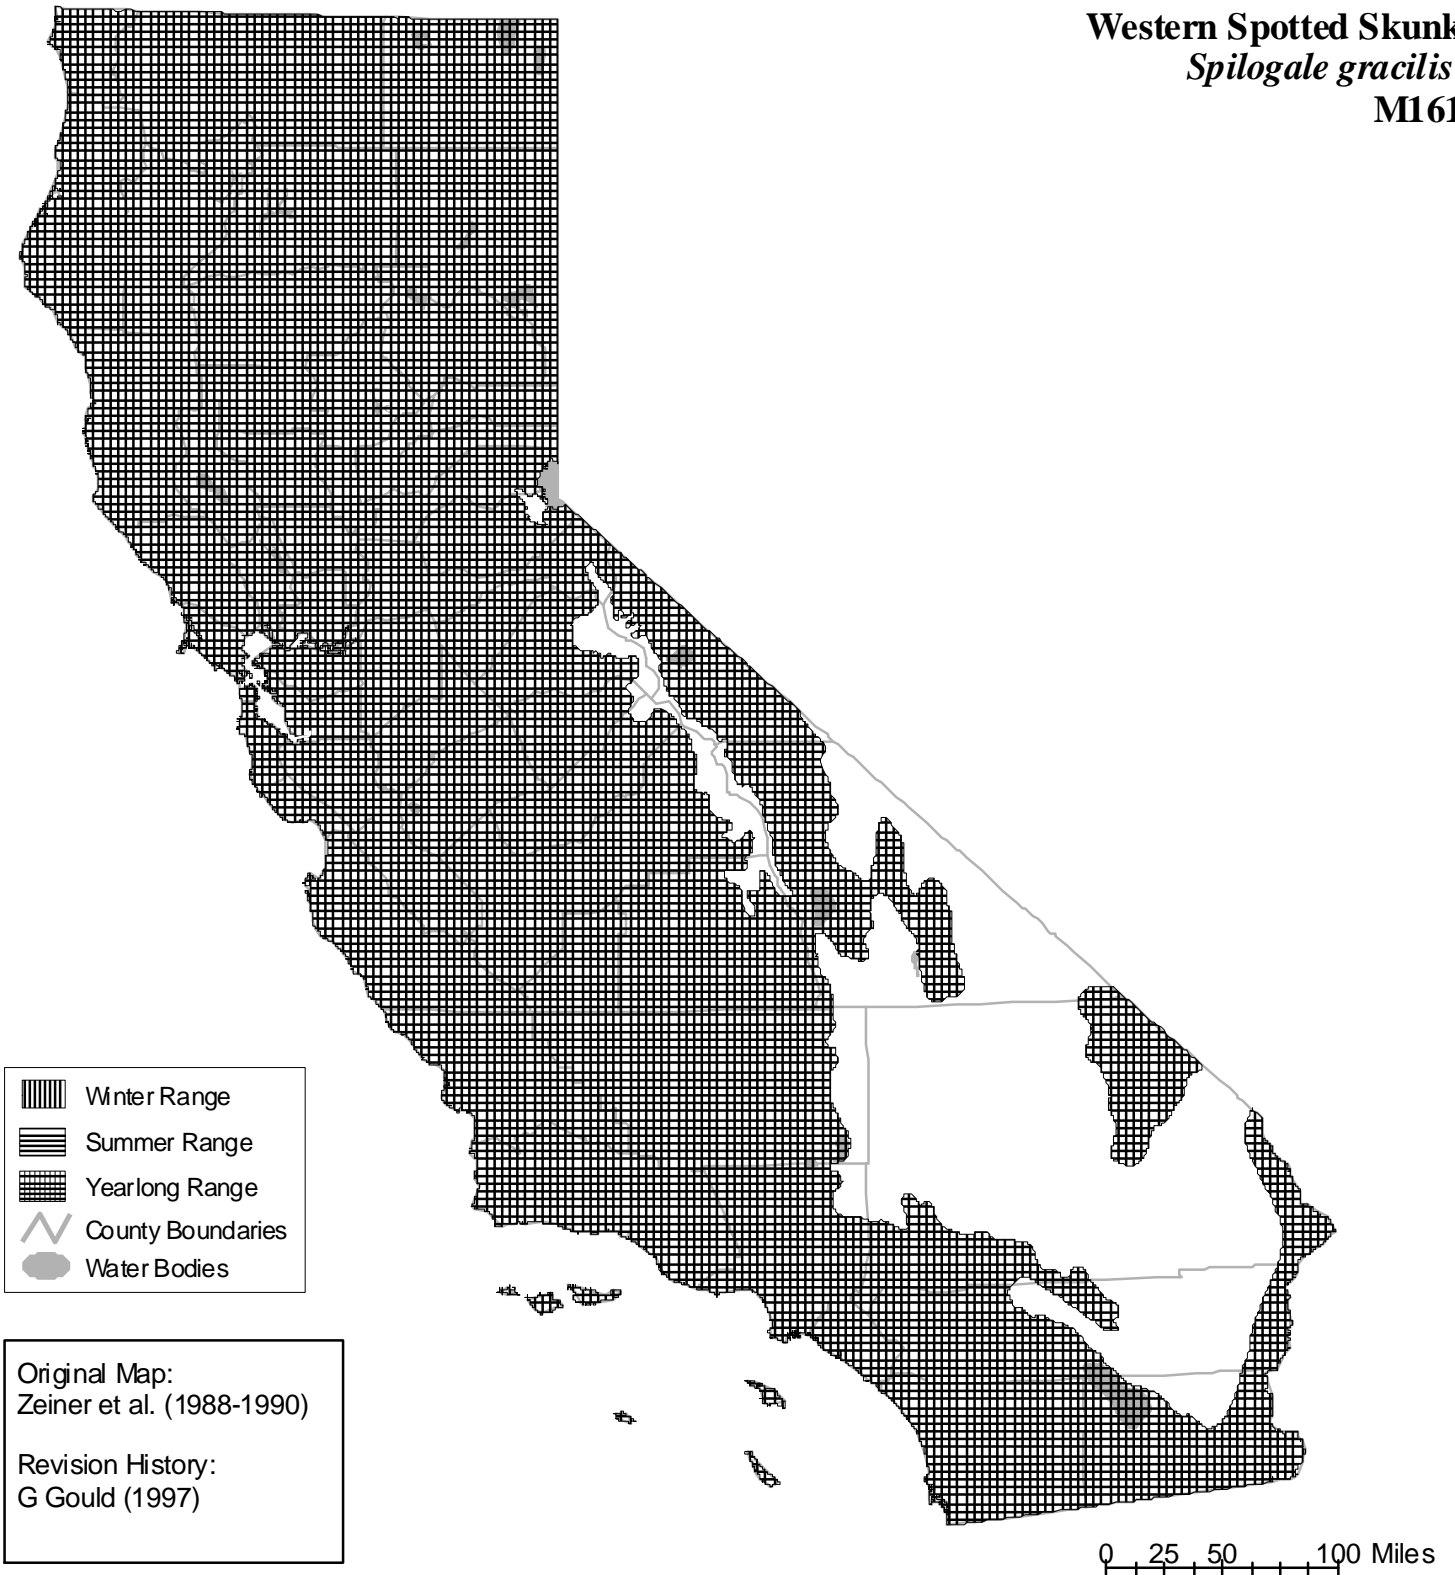 Western Spotted Skunk
Spilogale gracilis
M161
Winter Range
Summer Range
Yearlong Range
County Boundaries
Water Bodies
Original Map:
Zeiner et al. (1988-1990)
Revision History:
G Gould (1997)
0 25 50 100 Miles